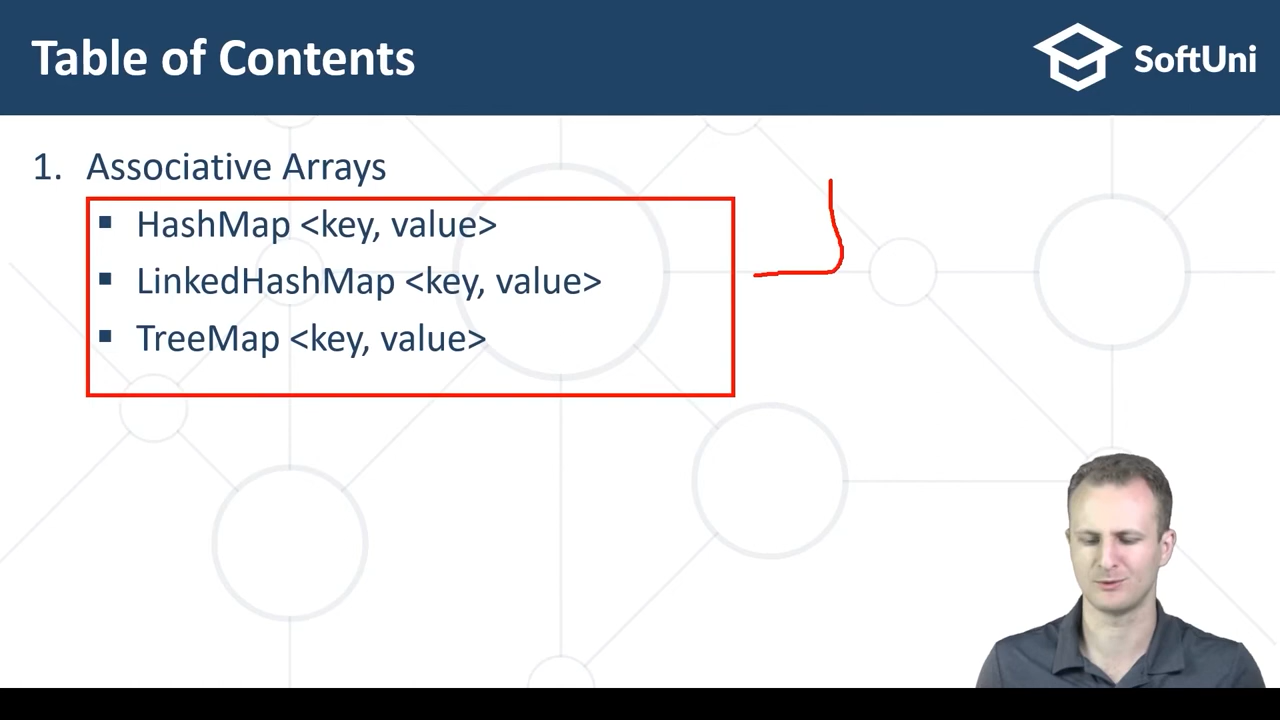 Table of Contents
SoftUni
1. Associative Arrays
▪ HashMap <key, value>
▪ LinkedHashMap <key, value>
▪ TreeMap <key, value>